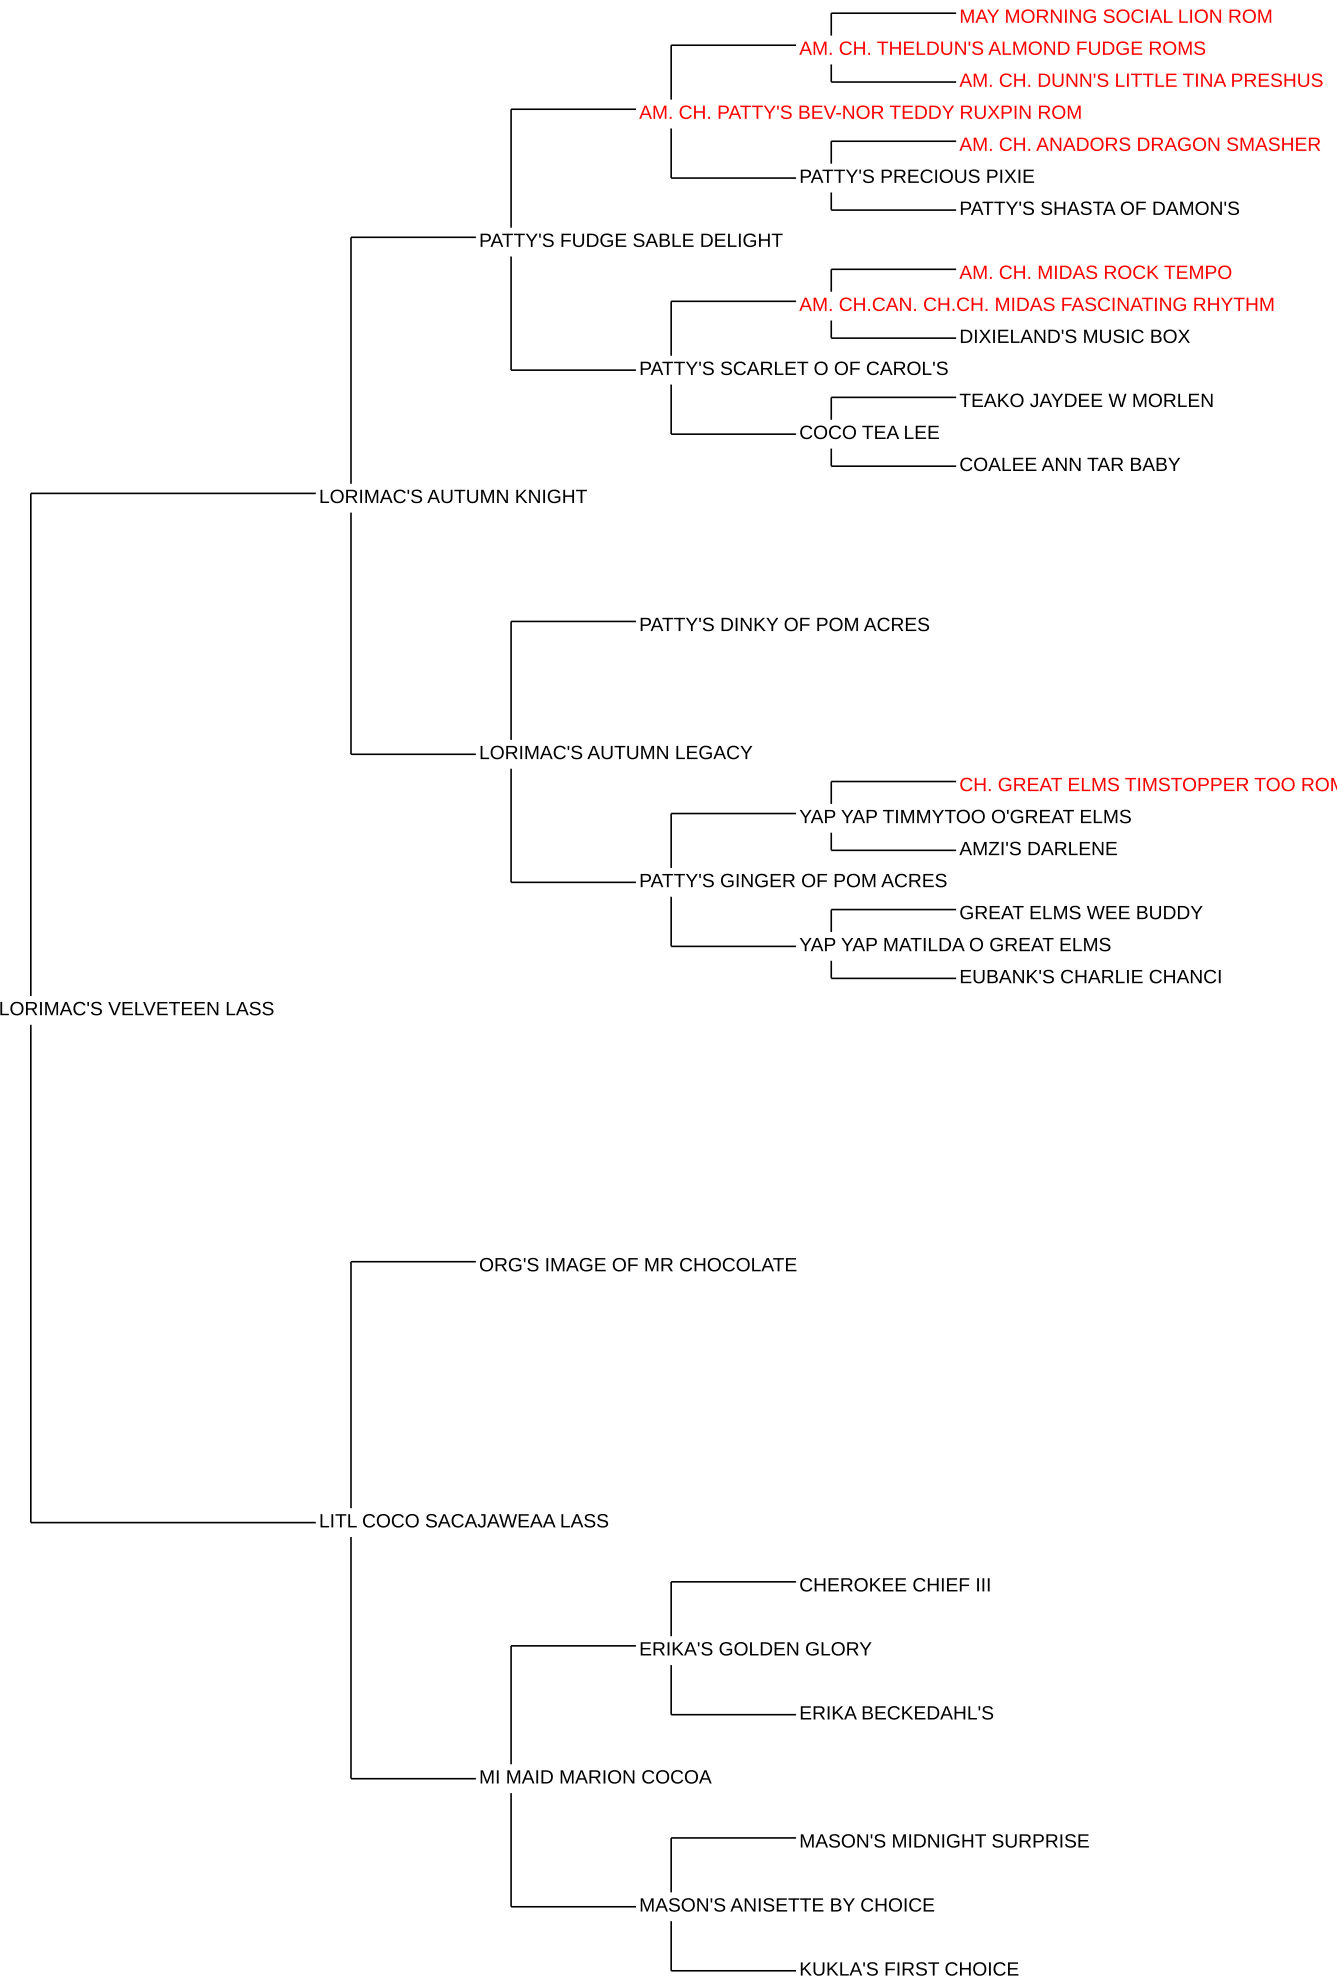 MAY MORNING SOCIAL LION ROM
AM. CH. THELDUN'S ALMOND FUDGE ROMS
AM. CH. DUNN'S LITTLE TINA PRESHUS
AM. CH. PATTY'S BEV-NOR TEDDY RUXPIN ROM
AM. CH. ANADORS DRAGON SMASHER
PATTY'S PRECIOUS PIXIE
PATTY'S SHASTA OF DAMON'S
PATTY'S FUDGE SABLE DELIGHT
AM. CH. MIDAS ROCK TEMPO
AM. CH.CAN. CH.CH. MIDAS FASCINATING RHYTHM
DIXIELAND'S MUSIC BOX
PATTY'S SCARLET O OF CAROL'S
TEAKO JAYDEE W MORLEN
COCO TEA LEE
COALEE ANN TAR BABY
LORIMAC'S AUTUMN KNIGHT
PATTY'S DINKY OF POM ACRES
LORIMAC'S AUTUMN LEGACY
CH. GREAT ELMS TIMSTOPPER TOO ROM
YAP YAP TIMMYTOO O'GREAT ELMS
AMZI'S DARLENE
PATTY'S GINGER OF POM ACRES
GREAT ELMS WEE BUDDY
YAP YAP MATILDA O GREAT ELMS
EUBANK'S CHARLIE CHANCI
LORIMAC'S VELVETEEN LASS
ORG'S IMAGE OF MR CHOCOLATE
LITL COCO SACAJAWEAA LASS
CHEROKEE CHIEF III
ERIKA'S GOLDEN GLORY
ERIKA BECKEDAHL'S
MI MAID MARION COCOA
MASON'S MIDNIGHT SURPRISE
MASON'S ANISETTE BY CHOICE
KUKLA'S FIRST CHOICE